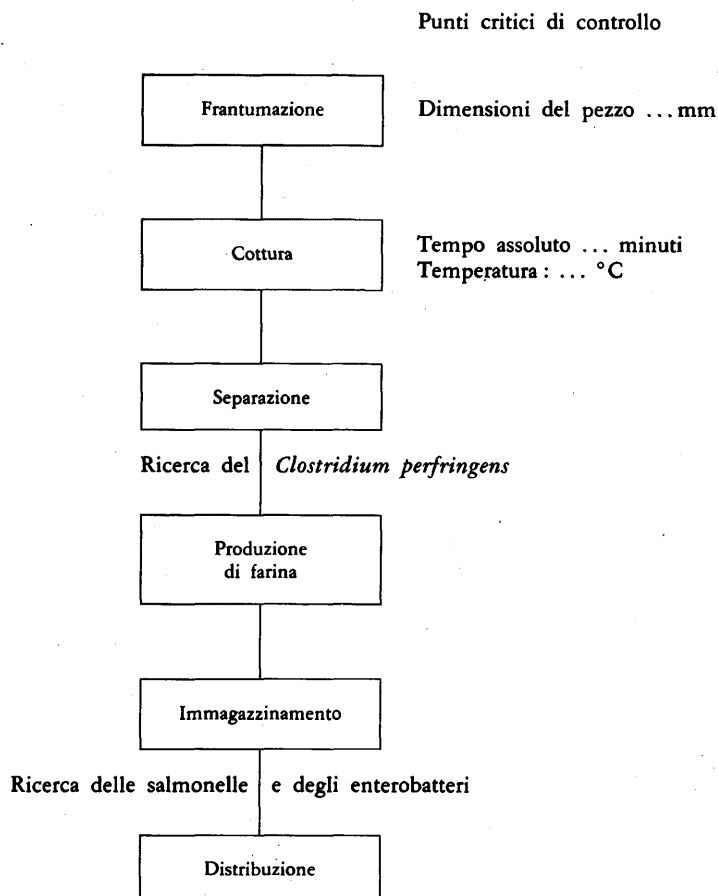 Punti critici di controllo
Frantumazione
Dimensioni del pezzo ... mm
Cottura
Tempo assoluto ... minuti
Temperatura : ... °C
Separazione
Ricerca del Clostridium perfringens
Produzione
di farina
Immagazzinamento
Ricerca delle salmonelle e degli enterobatteri
Distribuzione